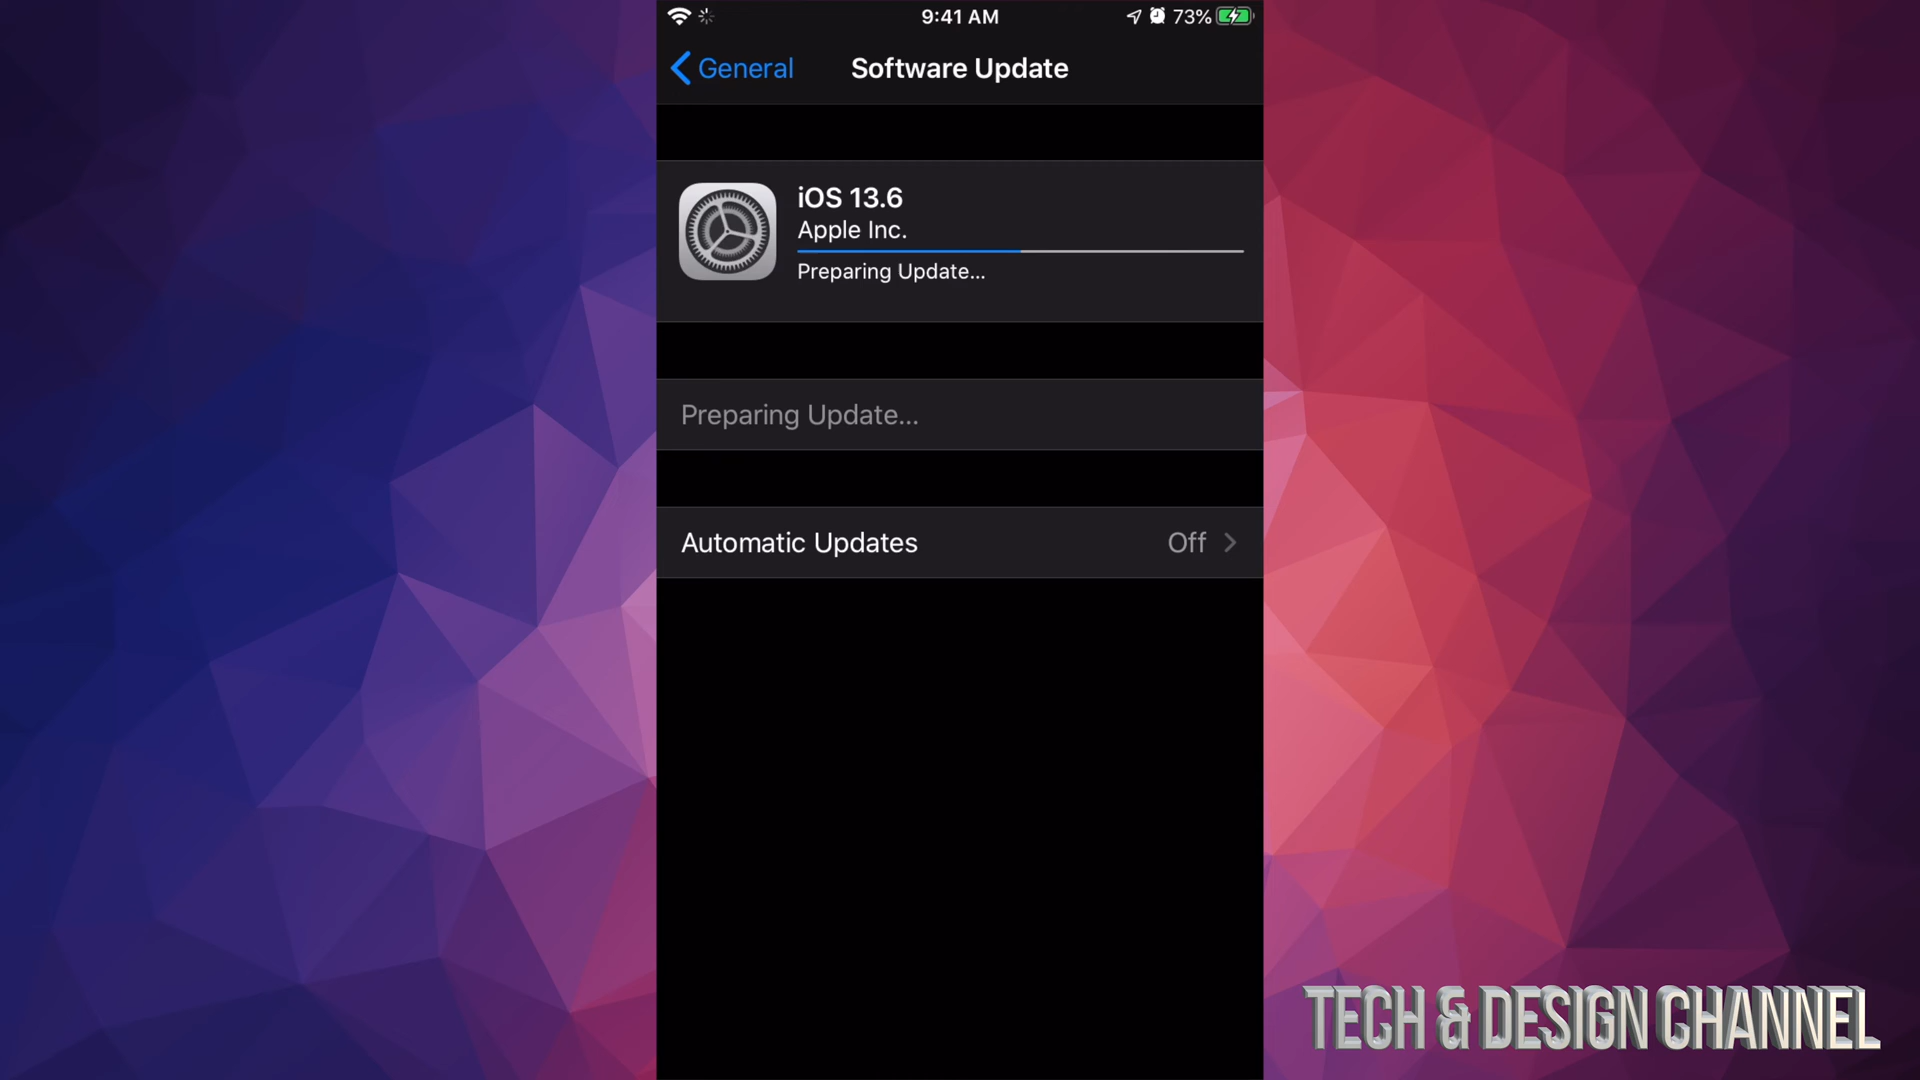 9:41 AM
73%
General
Software Update
iOS 13.6
Apple Inc.
Preparing Update...
Preparing Update...
Automatic Updates
Off
TECH & DESIGN CHANNEL